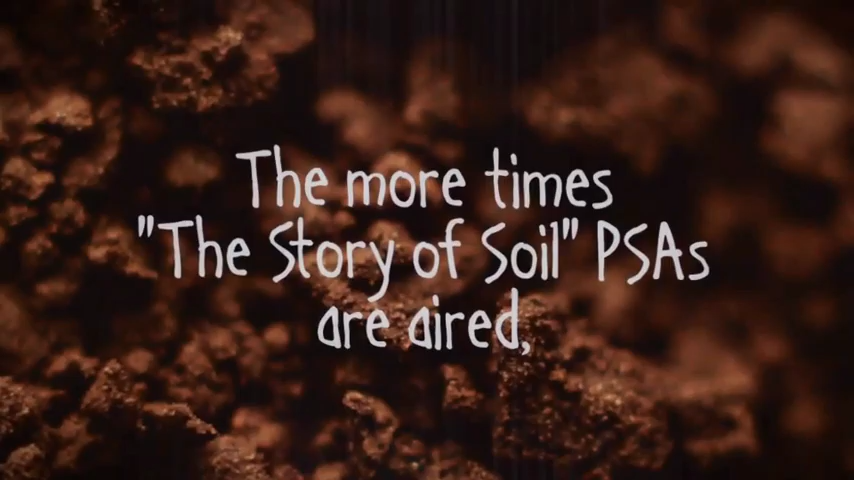 The more times
"The Story of Soil" PSAs
are aired,